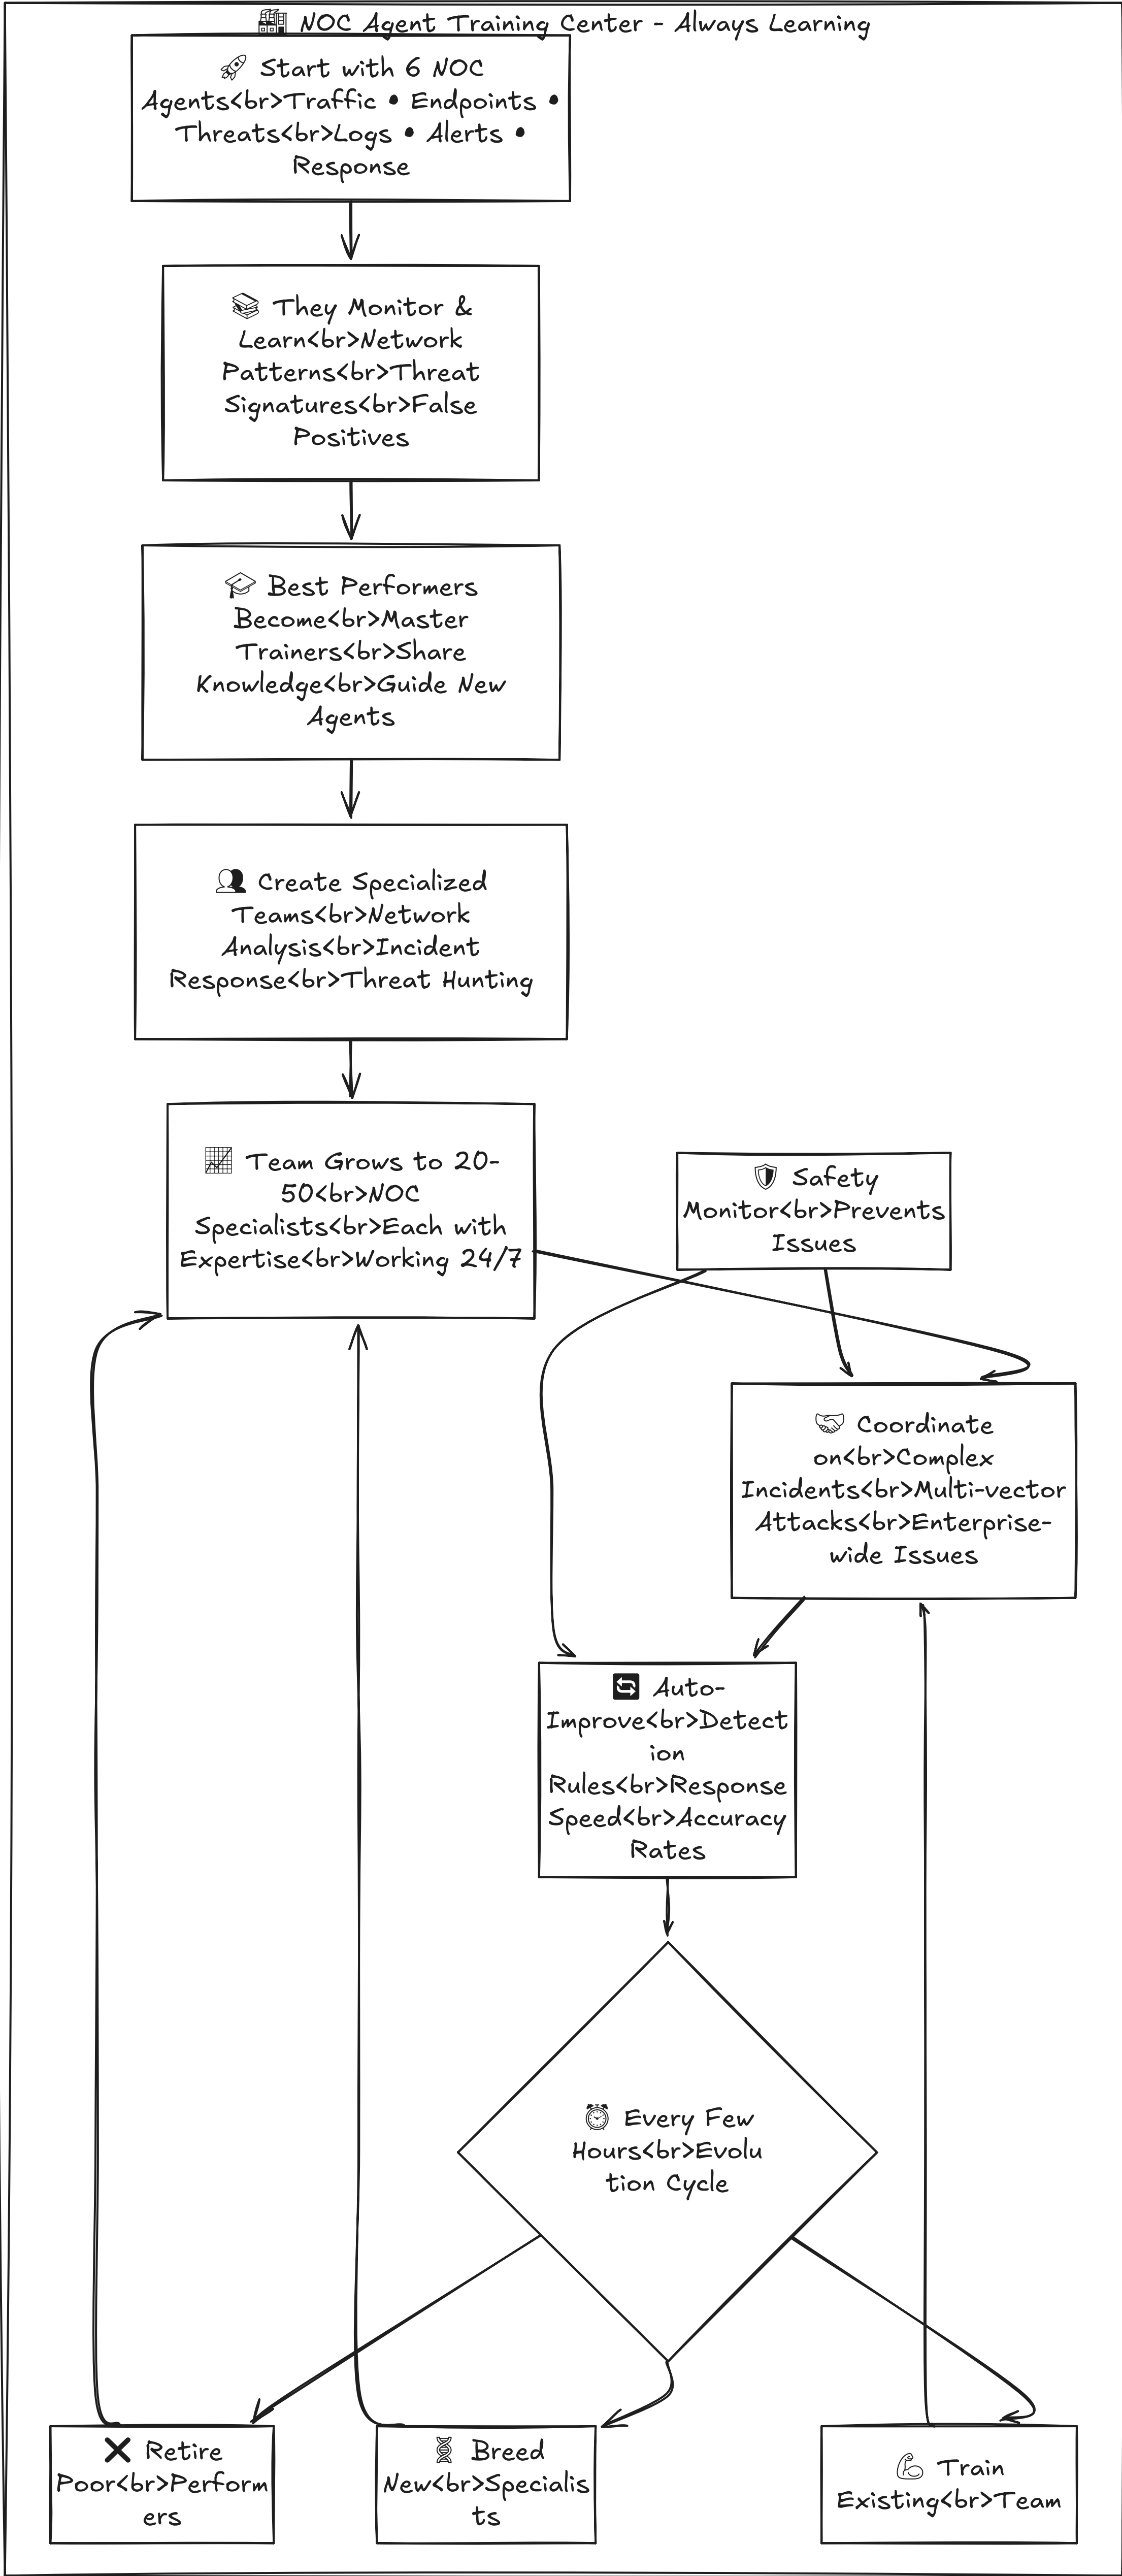 🏭 NOC Agent Training Center - Always Learning
🚀 Start with 6 NOC
Agents<br>Traffic • Endpoints •
Threats<br>Logs • Alerts •
Response
📚 They Monitor &
Learn<br>Network
Patterns<br>Threat
Signatures<br>False
Positives
🎓 Best Performers
Become<br>Master
Trainers<br>Share
Knowledge<br>Guide New
Agents
👥 Create Specialized
Teams<br>Network
Analysis<br>Incident
Response<br>Threat Hunting
📈 Team Grows to 20-
50<br>NOC
Specialists<br>Each with
Expertise<br>Working 24/7
🛡️ Safety
Monitor<br>Prevents
Issues
🤝 Coordinate
on<br>Complex
Incidents<br>Multi-vector
Attacks<br>Enterprise-
wide Issues
🔄 Auto-
Improve<br>Detect
ion
Rules<br>Response
Speed<br>Accuracy
Rates
⏰ Every Few
Hours<br>Evolu
tion Cycle
❌ Retire
Poor<br>Perform
ers
🧬 Breed
New<br>Specialis
ts
💪 Train
Existing<br>Team